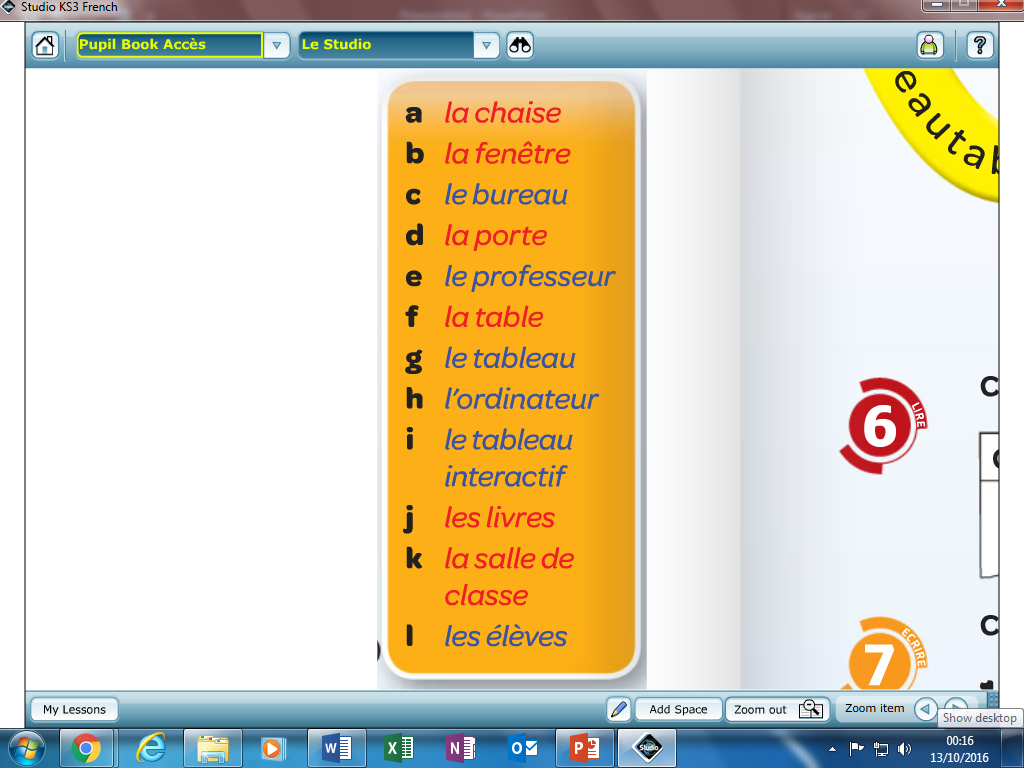 Studio KS3 French
Pupil Book Accès
Le Studio
?
eautab
a la chaise
b la fenêtre
c le bureau
d la porte
e le professeur
f la table
g le tableau
h l'ordinateur
i le tableau
interactif
j les livres
k la salle de
classe
l les élèves
6
LIRE
C
7
ECRIRE
C
My Lessons
Add Space
Zoom out
Zoom item
Show desktop
Studio
00:16
13/10/2016